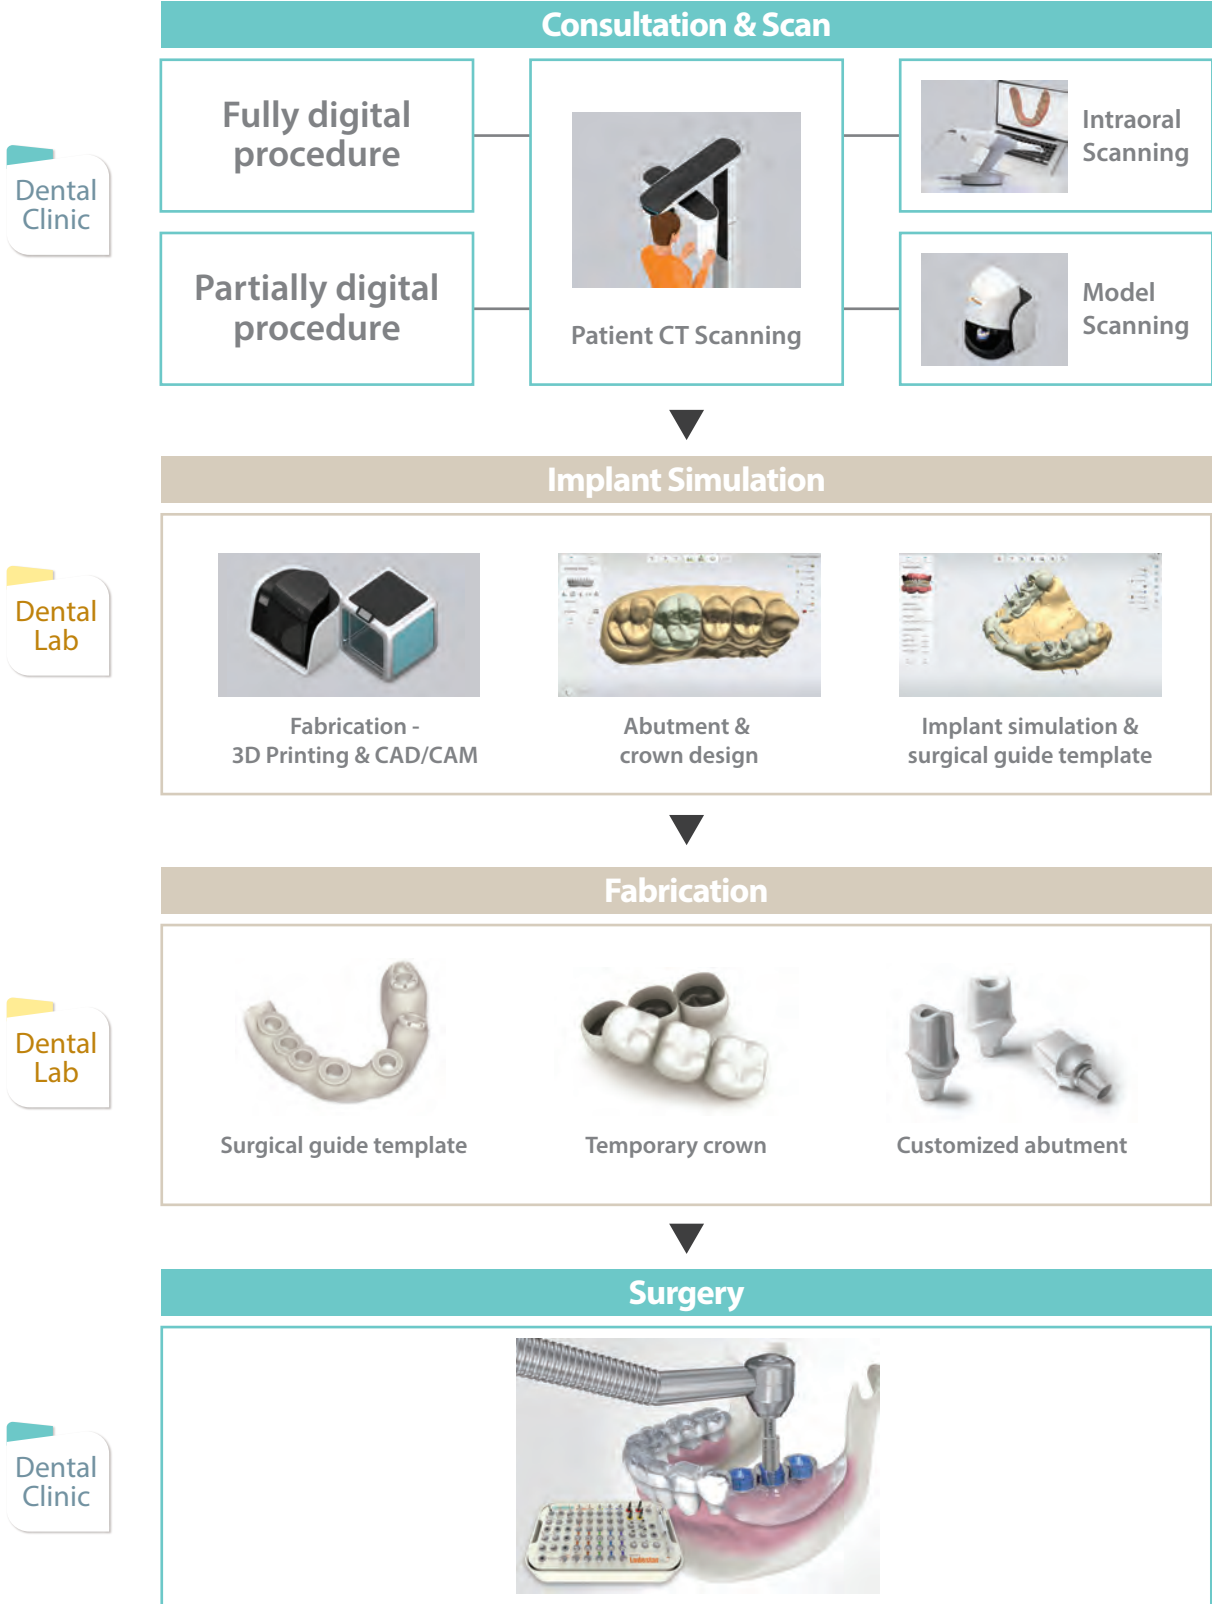 Consultation & Scan
Dental
Clinic
Fully digital
procedure
Partially digital
procedure
Patient CT Scanning
Intraoral
Scanning
Model
Scanning
Implant Simulation
Dental
Lab
Fabrication -
3D Printing & CAD/CAM
Abutment &
crown design
Implant simulation &
surgical guide template
Fabrication
Dental
Lab
Surgical guide template
Temporary crown
Customized abutment
Surgery
Dental
Clinic